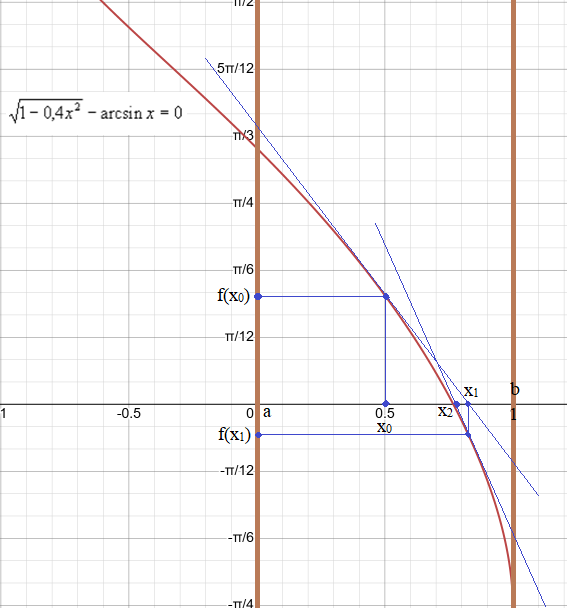 π/2
5π/12
√1 − 0,4x² − arcsin x = 0
π/3
π/4
π/6
f(x₀)
π/12
x₁ b
1 -0.5 0 a 0.5 x₂ 1
x₀
f(x₁)
-π/12
-π/6
-π/4